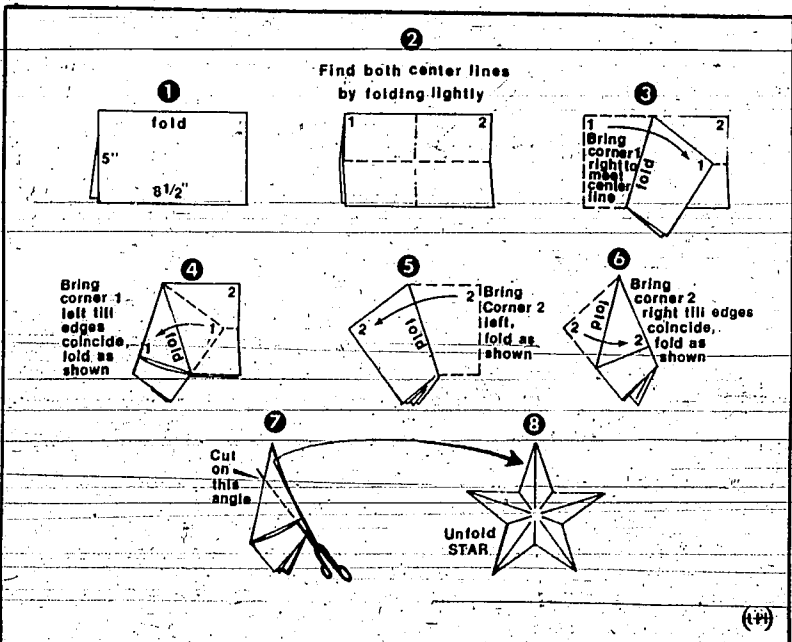 1
fold
5"
8 1/2"
2
Find both center lines
by folding lightly
1 2
3
1 2
Bring
corner 1
right to
meet
center
line
fold
1
4
Bring
corner 1
left till
edges
coincide,
fold as
shown
2
1
1
fold
5
2
Bring
Corner 2
left,
fold as
shown
2
fold
6
Bring
corner 2
right till edges
coincide,
fold as
shown
fold
2
2
7
Cut
on
this
angle
8
Unfold
STAR